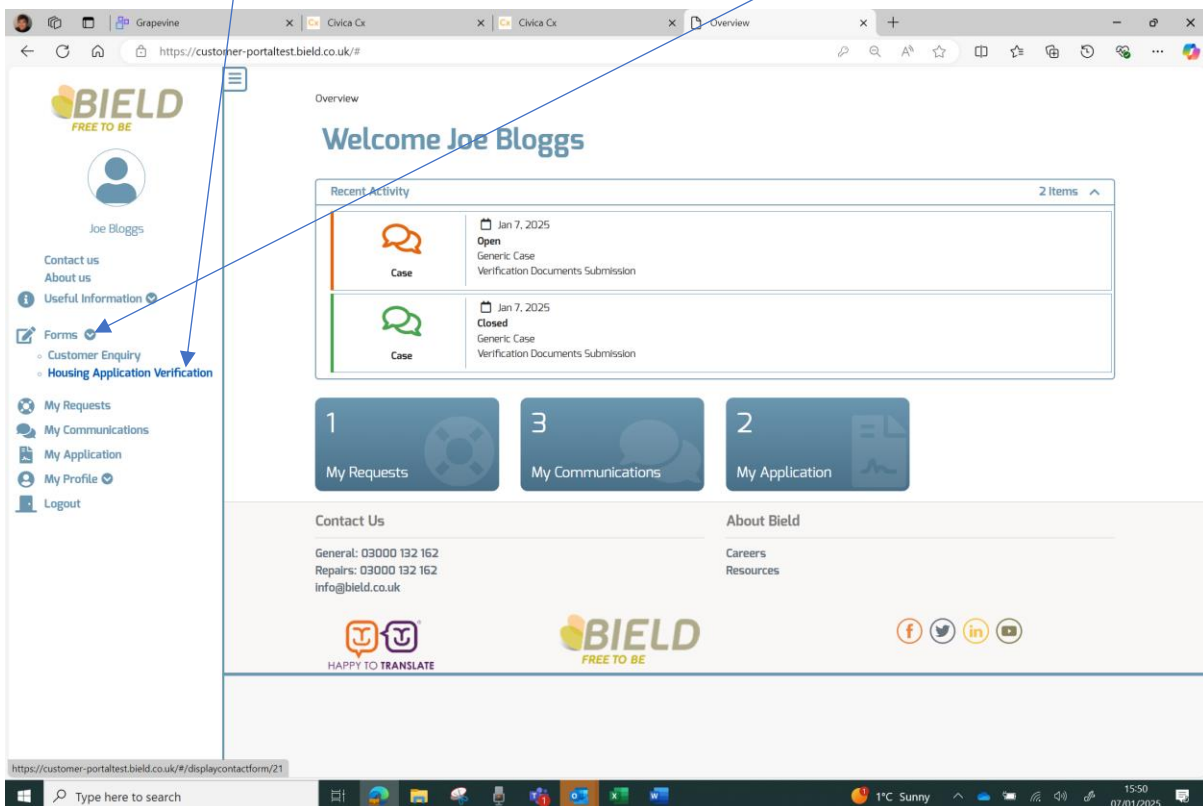 Grapevine
Civica Cx
Civica Cx
Overview
https://customer-portaltest.bield.co.uk/#
BIELD
FREE TO BE
Joe Bloggs
Contact us
About us
Useful Information
Forms
Customer Enquiry
Housing Application Verification
My Requests
My Communications
My Application
My Profile
Logout
Overview
Welcome Joe Bloggs
Recent Activity
2 Items
Case
Jan 7, 2025
Open
Generic Case
Verification Documents Submission
Case
Jan 7, 2025
Closed
Generic Case
Verification Documents Submission
1
My Requests
3
My Communications
2
My Application
Contact Us
General: 03000 132 162
Repairs: 03000 132 162
info@bield.co.uk
About Bield
Careers
Resources
HAPPY TO TRANSLATE
BIELD
FREE TO BE
https://customer-portaltest.bield.co.uk/#/displaycontactform/21
Type here to search
1°C Sunny
15:50
07/01/2025